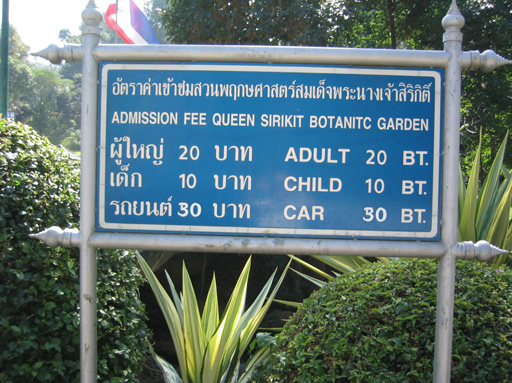 อัตราค่าเข้าชมสวนพฤกษศาสตร์สมเด็จพระนางเจ้าสิริกิติ์
ADMISSION FEE QUEEN SIRIKIT BOTANITC GARDEN
ผู้ใหญ่ 20 บาท ADULT 20 BT.
เด็ก 10 บาท CHILD 10 BT.
รถยนต์ 30 บาท CAR 30 BT.